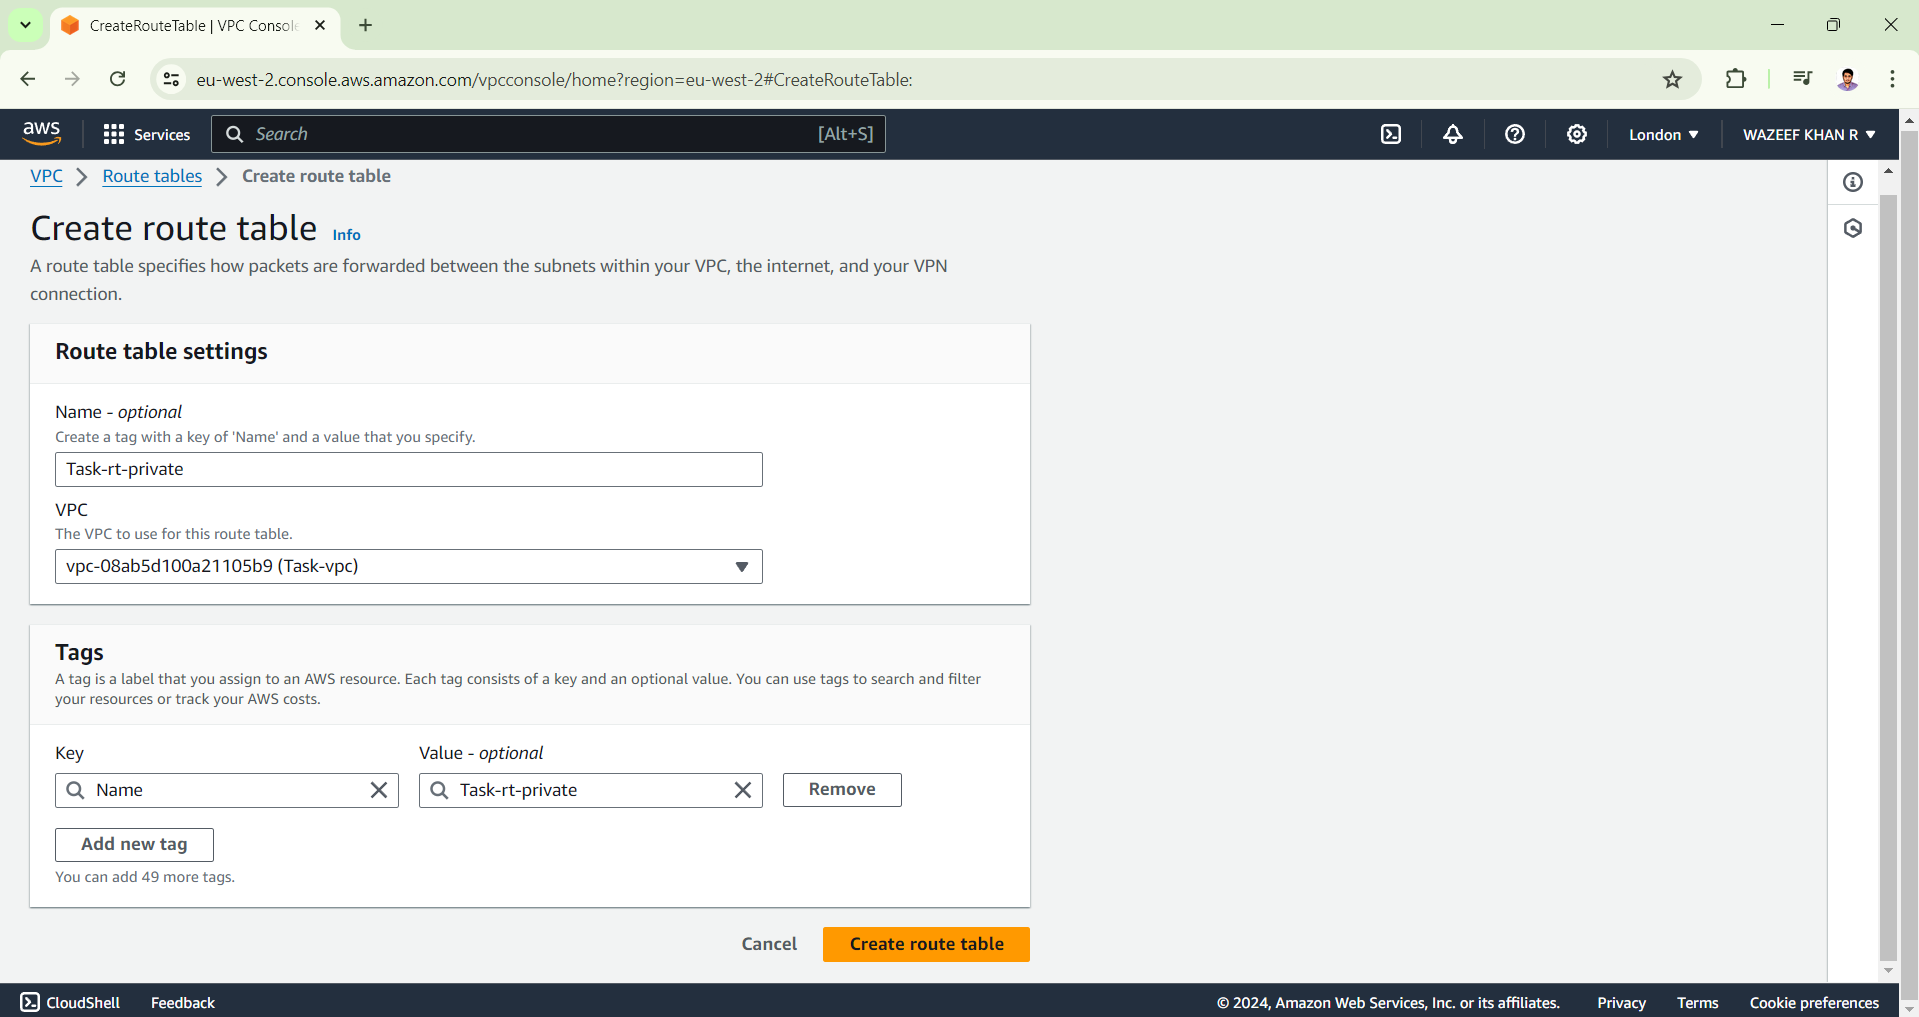 CreateRouteTable | VPC Console
eu-west-2.console.aws.amazon.com/vpcconsole/home?region=eu-west-2#CreateRouteTable:
aws
Services
Search
[Alt+S]
London
WAZEEF KHAN R
VPC
Route tables
Create route table
Create route table
Info
A route table specifies how packets are forwarded between the subnets within your VPC, the internet, and your VPN
connection.
Route table settings
Name - optional
Create a tag with a key of 'Name' and a value that you specify.
Task-rt-private
VPC
The VPC to use for this route table.
vpc-08ab5d100a21105b9 (Task-vpc)
Tags
A tag is a label that you assign to an AWS resource. Each tag consists of a key and an optional value. You can use tags to search and filter
your resources or track your AWS costs.
Key
Value - optional
Name
Task-rt-private
Remove
Add new tag
You can add 49 more tags.
Cancel
Create route table
CloudShell
Feedback
© 2024, Amazon Web Services, Inc. or its affiliates.
Privacy
Terms
Cookie preferences